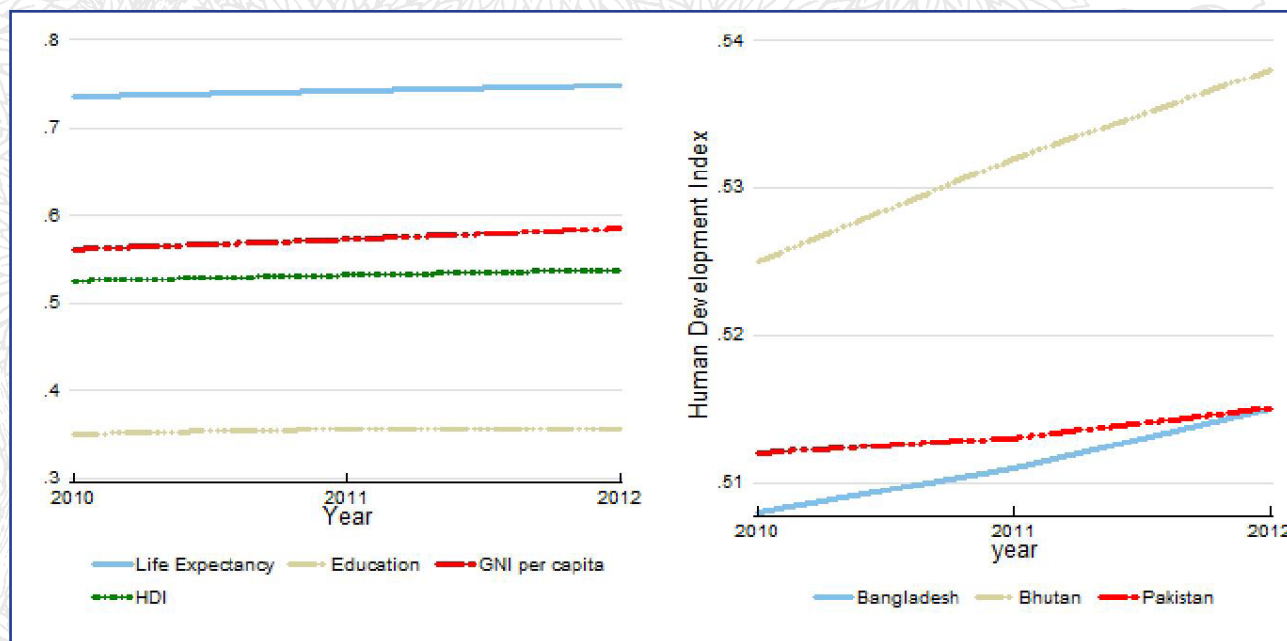 .8
.7
.6
.5
.4
.3
2010 2011 2012
Year
Life Expectancy Education GNI per capita
HDI
Human Development Index
.54
.53
.52
.51
2010 2011 2012
year
Bangladesh Bhutan Pakistan